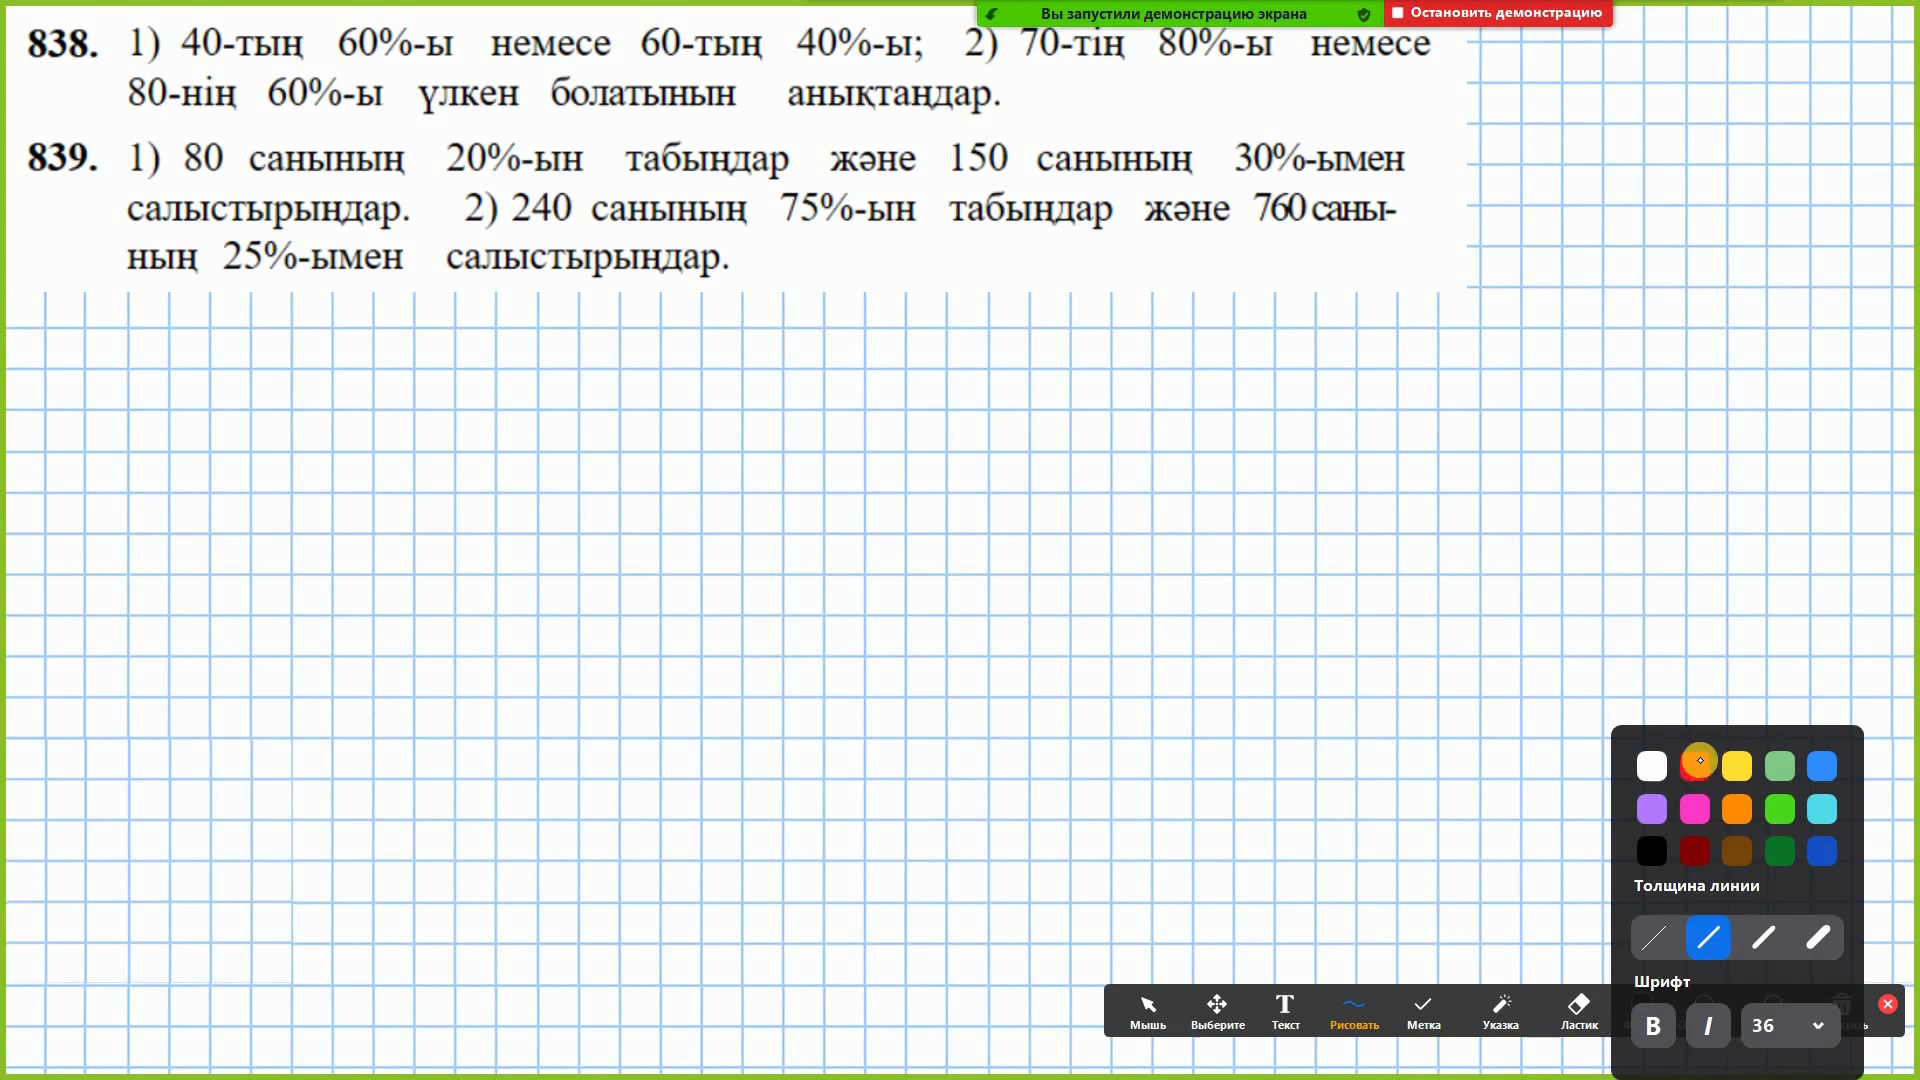 Вы запустили демонстрацию экрана
Остановить демонстрацию
838. 1) 40-тың 60%-ы немесе 60-тың 40%-ы; 2) 70-тің 80%-ы немесе
80-нің 60%-ы үлкен болатынын анықтаңдар.
839. 1) 80 санының 20%-ын табыңдар және 150 санының 30%-ымен
салыстырыңдар. 2) 240 санының 75%-ын табыңдар және 760 саны-
ның 25%-ымен салыстырыңдар.
Толщина линии
Шрифт
B I 36
Мышь Выберите Текст Рисовать Метка Указка Ластик